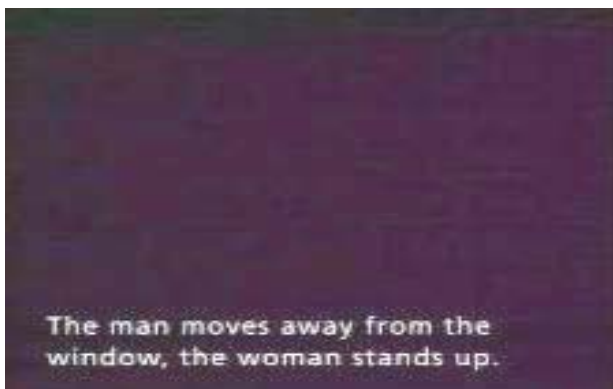 The man moves away from the
window, the woman stands up.